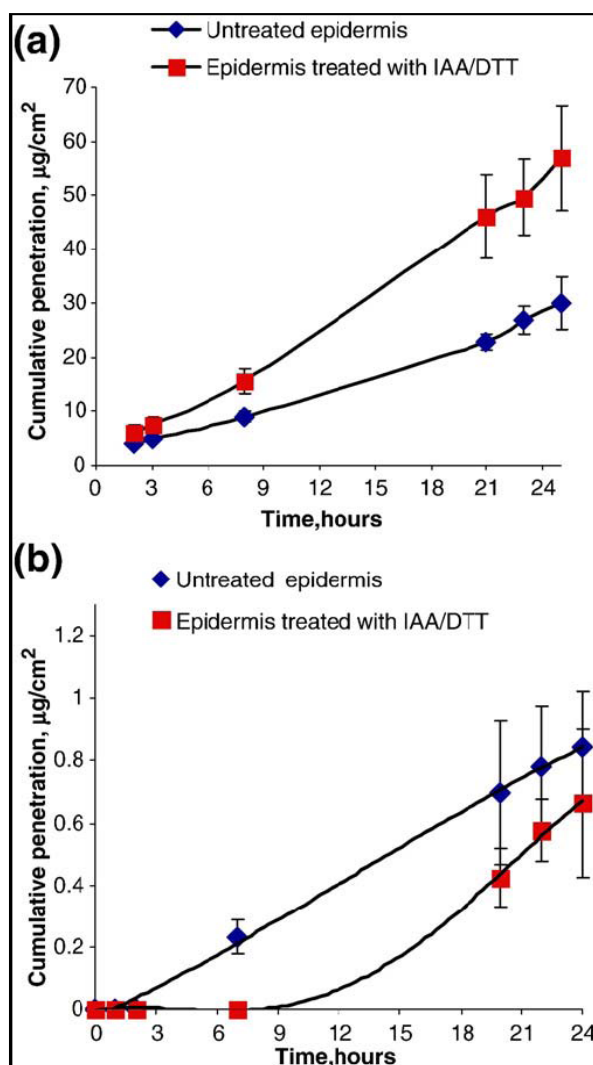 (a)
Untreated epidermis
Epidermis treated with IAA/DTT
Cumulative penetration, µg/cm²
70
60
50
40
30
20
10
0
0 3 6 9 12 15 18 21 24
Time,hours
(b)
Untreated epidermis
Epidermis treated with IAA/DTT
Cumulative penetration, µg/cm²
1.2
1
0.8
0.6
0.4
0.2
0
0 3 6 9 12 15 18 21 24
Time,hours